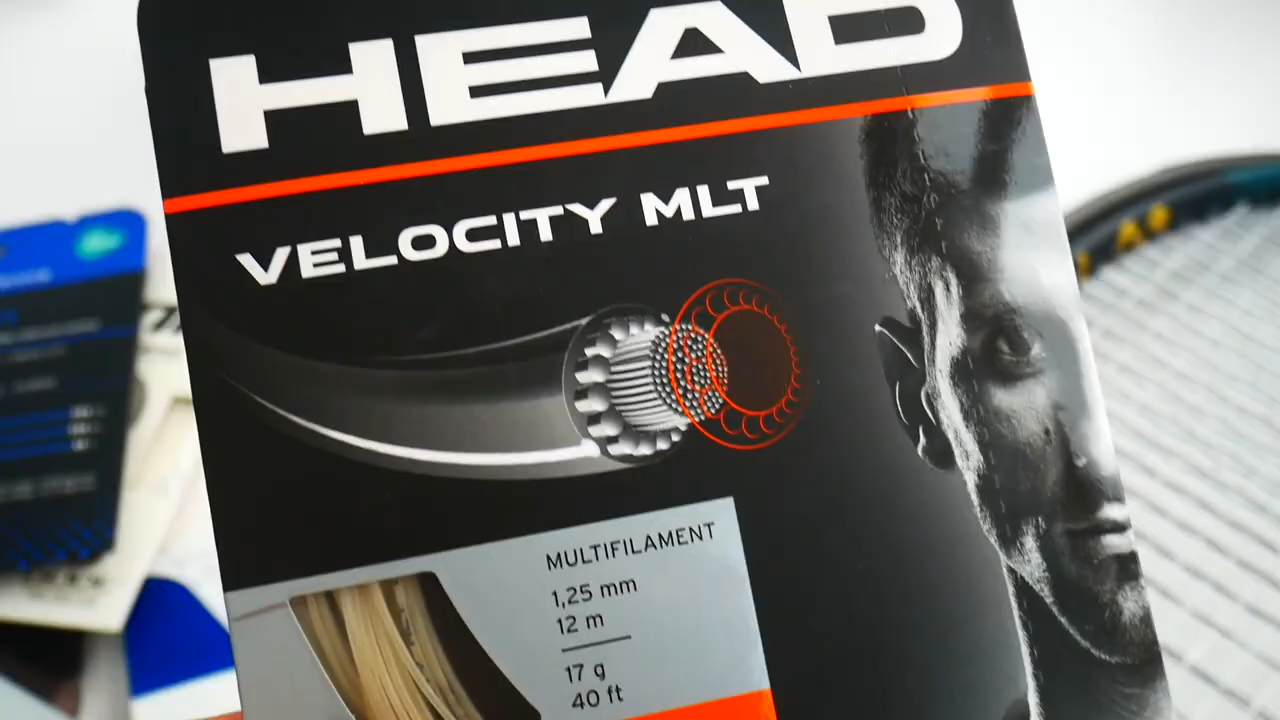 HEAD
VELOCITY MLT
MULTIFILAMENT
1,25 mm
12 m
17 g
40 ft